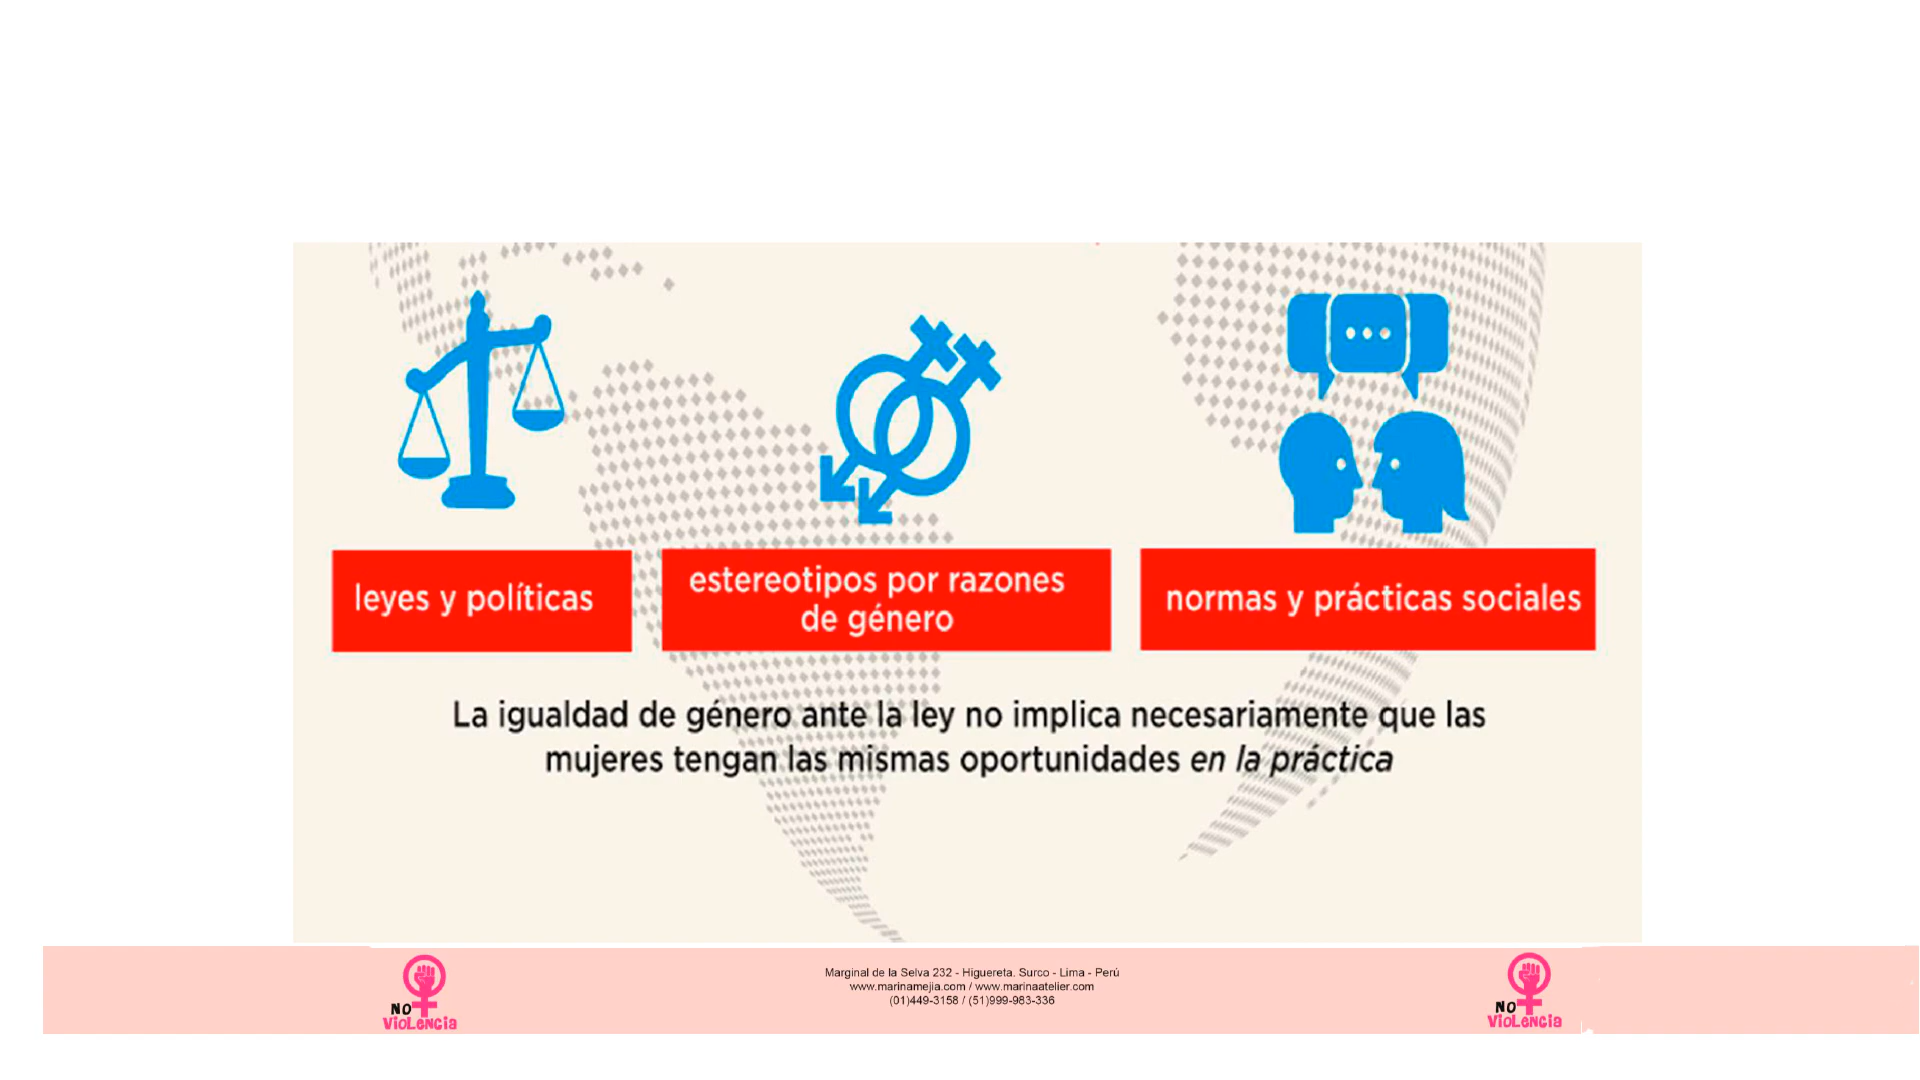 leyes y políticas
estereotipos por razones
de género
normas y prácticas sociales
La igualdad de género ante la ley no implica necesariamente que las
mujeres tengan las mismas oportunidades en la práctica
NO
VioLeNCia
Marginal de la Selva 232 - Higuereta. Surco - Lima - Perú
www.marinamejia.com / www.marinaatelier.com
(01)449-3158 / (51)999-983-336
NO
VioLeNCia